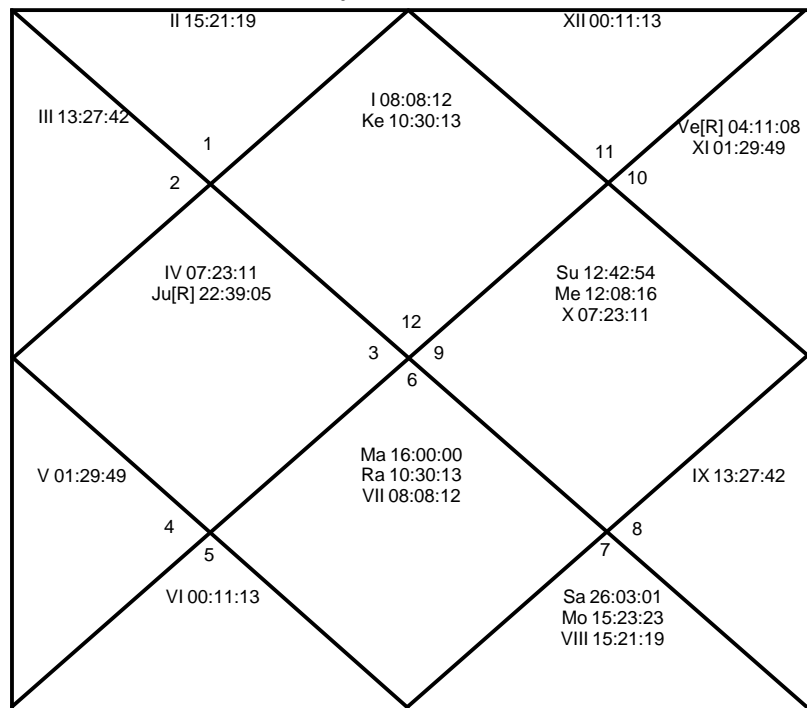 II 15:21:19
XII 00:11:13
I 08:08:12
Ke 10:30:13
III 13:27:42
Ve[R] 04:11:08
XI 01:29:49
1
11
2
10
IV 07:23:11
Ju[R] 22:39:05
Su 12:42:54
Me 12:08:16
X 07:23:11
12
3
9
6
Ma 16:00:00
Ra 10:30:13
VII 08:08:12
V 01:29:49
IX 13:27:42
4
8
5
7
VI 00:11:13
Sa 26:03:01
Mo 15:23:23
VIII 15:21:19